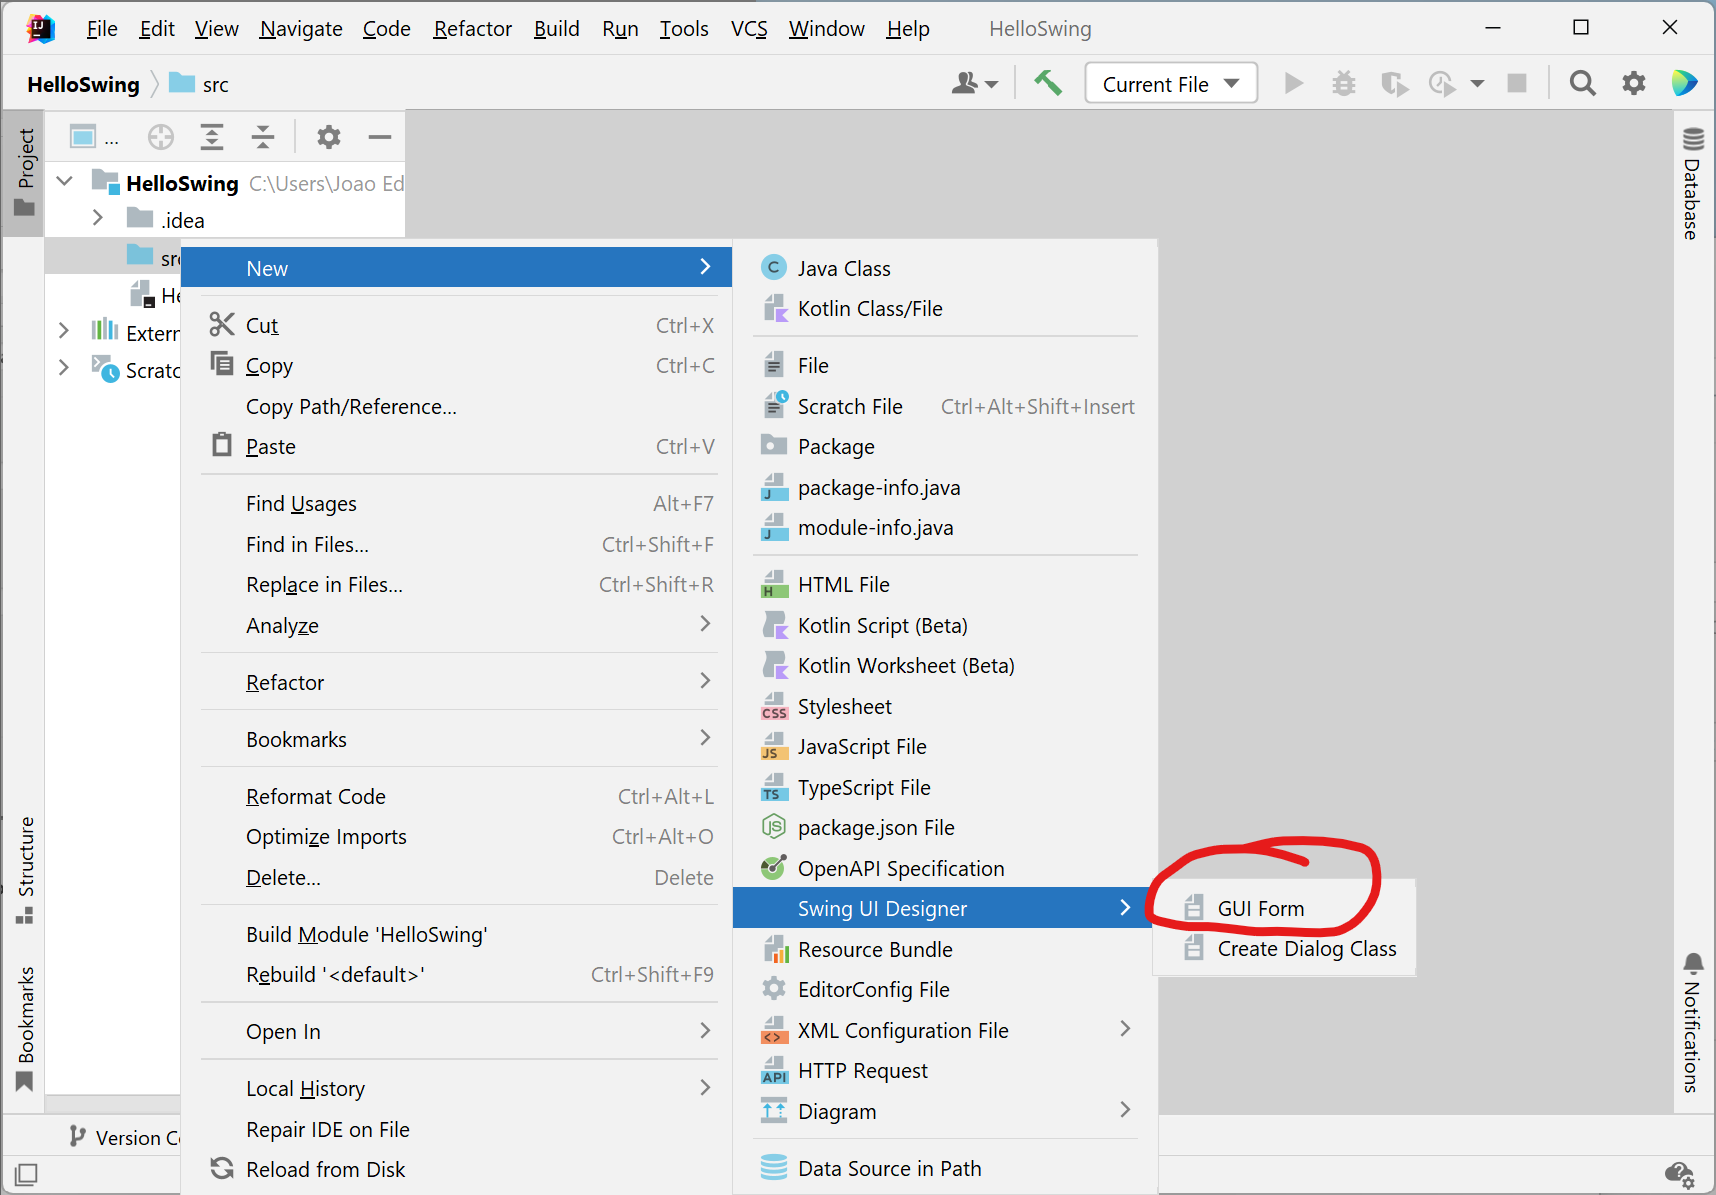 File Edit View Navigate Code Refactor Build Run Tools VCS Window Help HelloSwing
HelloSwing src Current File
Project
...
HelloSwing C:\Users\Joao Ed
.idea
src
He
Extern
Scratc
Structure
Bookmarks
Version Co
New
Cut Ctrl+X
Copy Ctrl+C
Copy Path/Reference...
Paste Ctrl+V
Find Usages Alt+F7
Find in Files... Ctrl+Shift+F
Replace in Files... Ctrl+Shift+R
Analyze
Refactor
Bookmarks
Reformat Code Ctrl+Alt+L
Optimize Imports Ctrl+Alt+O
Delete... Delete
Build Module 'HelloSwing'
Rebuild '<default>' Ctrl+Shift+F9
Open In
Local History
Repair IDE on File
Reload from Disk
Java Class
Kotlin Class/File
File
Scratch File Ctrl+Alt+Shift+Insert
Package
package-info.java
module-info.java
HTML File
Kotlin Script (Beta)
Kotlin Worksheet (Beta)
Stylesheet
JavaScript File
TypeScript File
package.json File
OpenAPI Specification
Swing UI Designer
Resource Bundle
EditorConfig File
XML Configuration File
HTTP Request
Diagram
Data Source in Path
GUI Form
Create Dialog Class
Database
Notifications